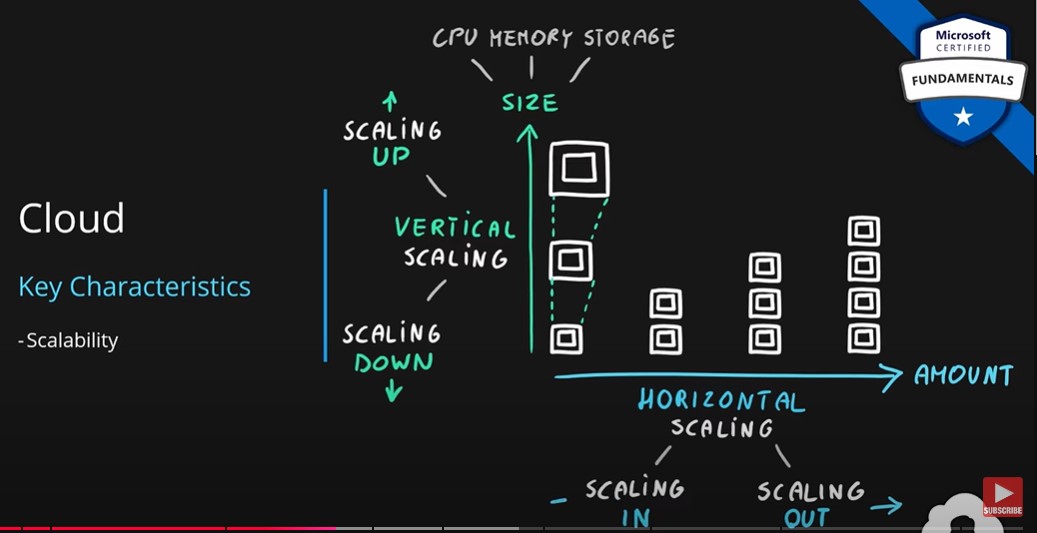 CPU MEMORY STORAGE
Microsoft
CERTIFIED
FUNDAMENTALS
SIZE
SCALING
UP
Cloud
VERTICAL
SCALING
Key Characteristics
- Scalability
SCALING
DOWN
AMOUNT
HORIZONTAL
SCALING
SCALING
IN
SCALING
OUT
SUBSCRIBE